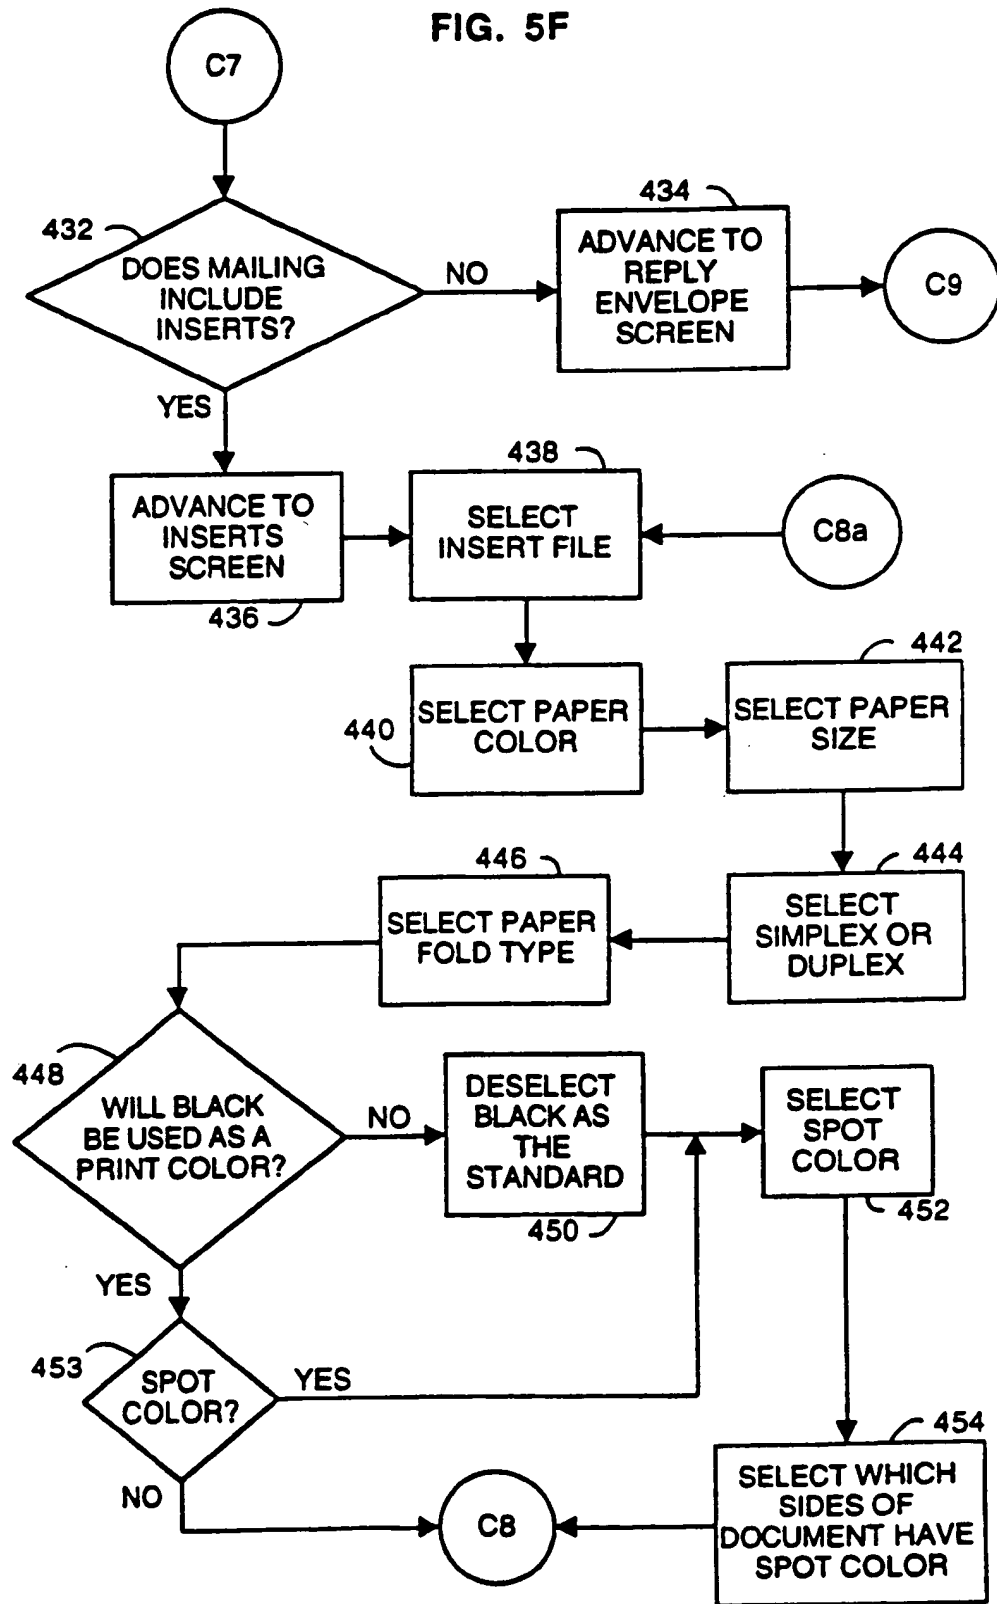 FIG. 5F
C7
432
DOES MAILING
INCLUDE
INSERTS?
NO
434
ADVANCE TO
REPLY
ENVELOPE
SCREEN
C9
YES
ADVANCE TO
INSERTS
SCREEN
436
438
SELECT
INSERT FILE
C8a
440
SELECT PAPER
COLOR
442
SELECT PAPER
SIZE
444
SELECT
SIMPLEX OR
DUPLEX
446
SELECT PAPER
FOLD TYPE
448
WILL BLACK
BE USED AS A
PRINT COLOR?
NO
DESELECT
BLACK AS
THE
STANDARD
450
SELECT
SPOT
COLOR
452
YES
453
SPOT
COLOR?
YES
NO
454
SELECT WHICH
SIDES OF
DOCUMENT HAVE
SPOT COLOR
C8